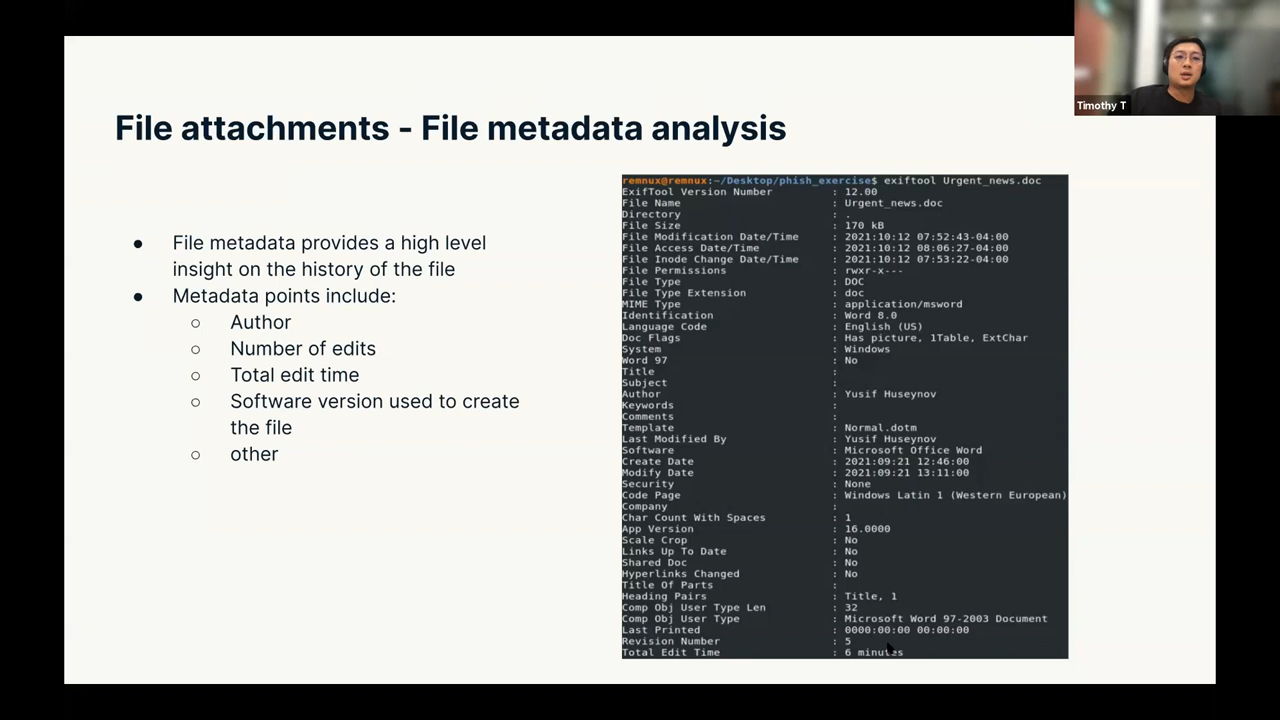 Timothy T
File attachments - File metadata analysis
● File metadata provides a high level
insight on the history of the file
● Metadata points include:
○ Author
○ Number of edits
○ Total edit time
○ Software version used to create
the file
○ other
remnux@remnux:~/Desktop/phish_exercise$ exiftool Urgent_news.doc
ExifTool Version Number : 12.00
File Name : Urgent_news.doc
Directory : .
File Size : 170 kB
File Modification Date/Time : 2021:10:12 07:52:43-04:00
File Access Date/Time : 2021:10:12 08:06:27-04:00
File Inode Change Date/Time : 2021:10:12 07:53:22-04:00
File Permissions : rwxr-x---
File Type : DOC
File Type Extension : doc
MIME Type : application/msword
Identification : Word 8.0
Language Code : English (US)
Doc Flags : Has picture, 1Table, ExtChar
System : Windows
Word 97 : No
Title :
Subject :
Author : Yusif Huseynov
Keywords :
Comments :
Template : Normal.dotm
Last Modified By : Yusif Huseynov
Software : Microsoft Office Word
Create Date : 2021:09:21 12:46:00
Modify Date : 2021:09:21 13:11:00
Security : None
Code Page : Windows Latin 1 (Western European)
Company :
Char Count With Spaces : 1
App Version : 16.0000
Scale Crop : No
Links Up To Date : No
Shared Doc : No
Hyperlinks Changed : No
Title Of Parts :
Heading Pairs : Title, 1
Comp Obj User Type Len : 32
Comp Obj User Type : Microsoft Word 97-2003 Document
Last Printed : 0000:00:00 00:00:00
Revision Number : 5
Total Edit Time : 6 minutes